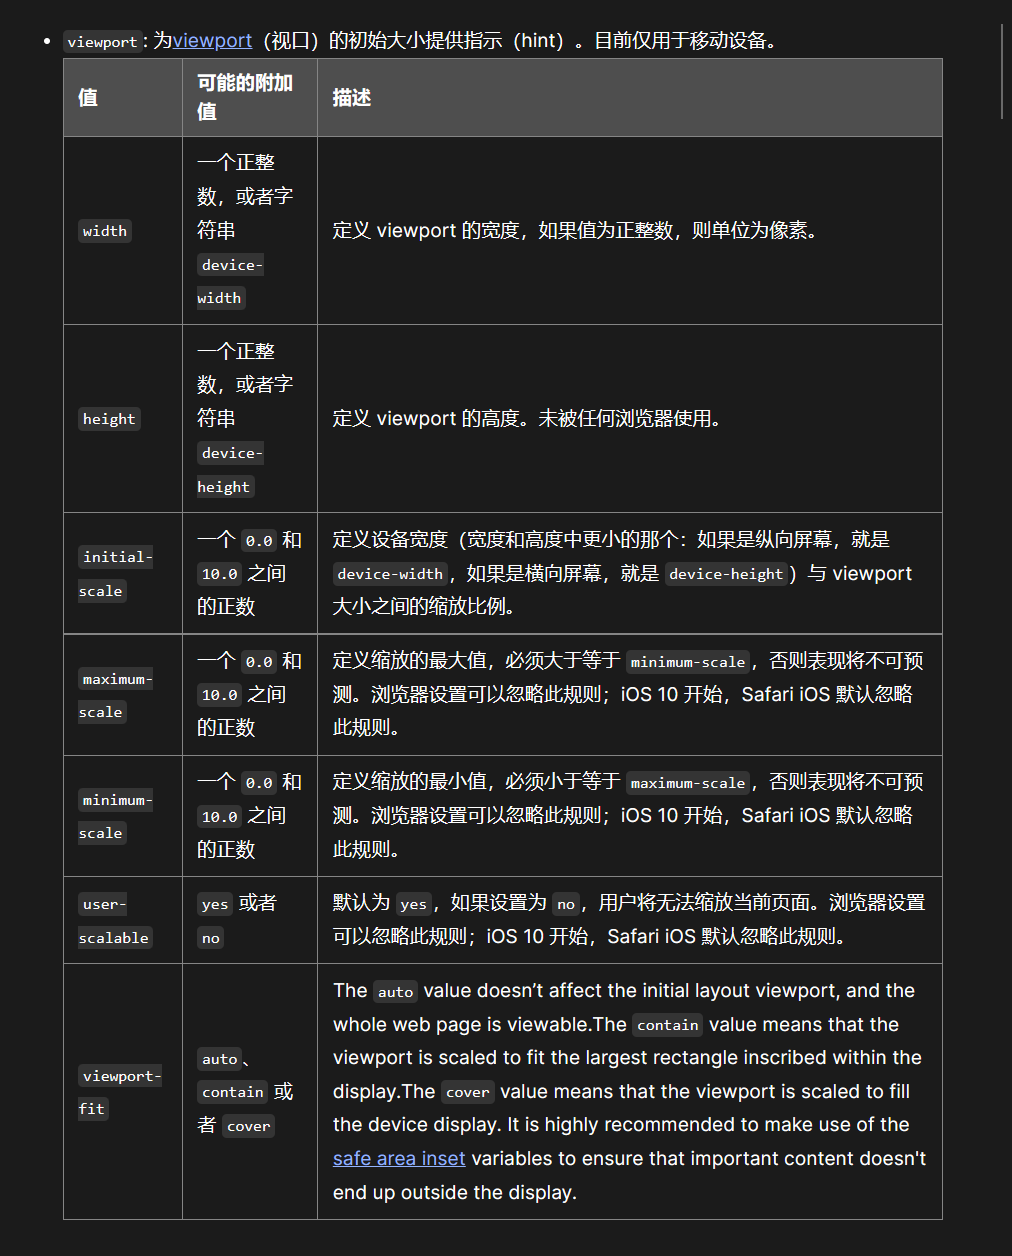 viewport: 为viewport（视口）的初始大小提供指示（hint）。目前仅用于移动设备。
值
可能的附加
值
描述
width
一个正整
数，或者字
符串
device-
width
定义 viewport 的宽度，如果值为正整数，则单位为像素。
height
一个正整
数，或者字
符串
device-
height
定义 viewport 的高度。未被任何浏览器使用。
initial-
scale
一个 0.0 和
10.0 之间
的正数
定义设备宽度（宽度和高度中更小的那个：如果是纵向屏幕，就是
device-width，如果是横向屏幕，就是 device-height）与 viewport
大小之间的缩放比例。
maximum-
scale
一个 0.0 和
10.0 之间
的正数
定义缩放的最大值，必须大于等于 minimum-scale，否则表现将不可预
测。浏览器设置可以忽略此规则；iOS 10 开始，Safari iOS 默认忽略
此规则。
minimum-
scale
一个 0.0 和
10.0 之间
的正数
定义缩放的最小值，必须小于等于 maximum-scale，否则表现将不可预
测。浏览器设置可以忽略此规则；iOS 10 开始，Safari iOS 默认忽略
此规则。
user-
scalable
yes 或者
no
默认为 yes，如果设置为 no，用户将无法缩放当前页面。浏览器设置
可以忽略此规则；iOS 10 开始，Safari iOS 默认忽略此规则。
viewport-
fit
auto、
contain 或
者 cover
The auto value doesn’t affect the initial layout viewport, and the
whole web page is viewable.The contain value means that the
viewport is scaled to fit the largest rectangle inscribed within the
display.The cover value means that the viewport is scaled to fill
the device display. It is highly recommended to make use of the
safe area inset variables to ensure that important content doesn't
end up outside the display.